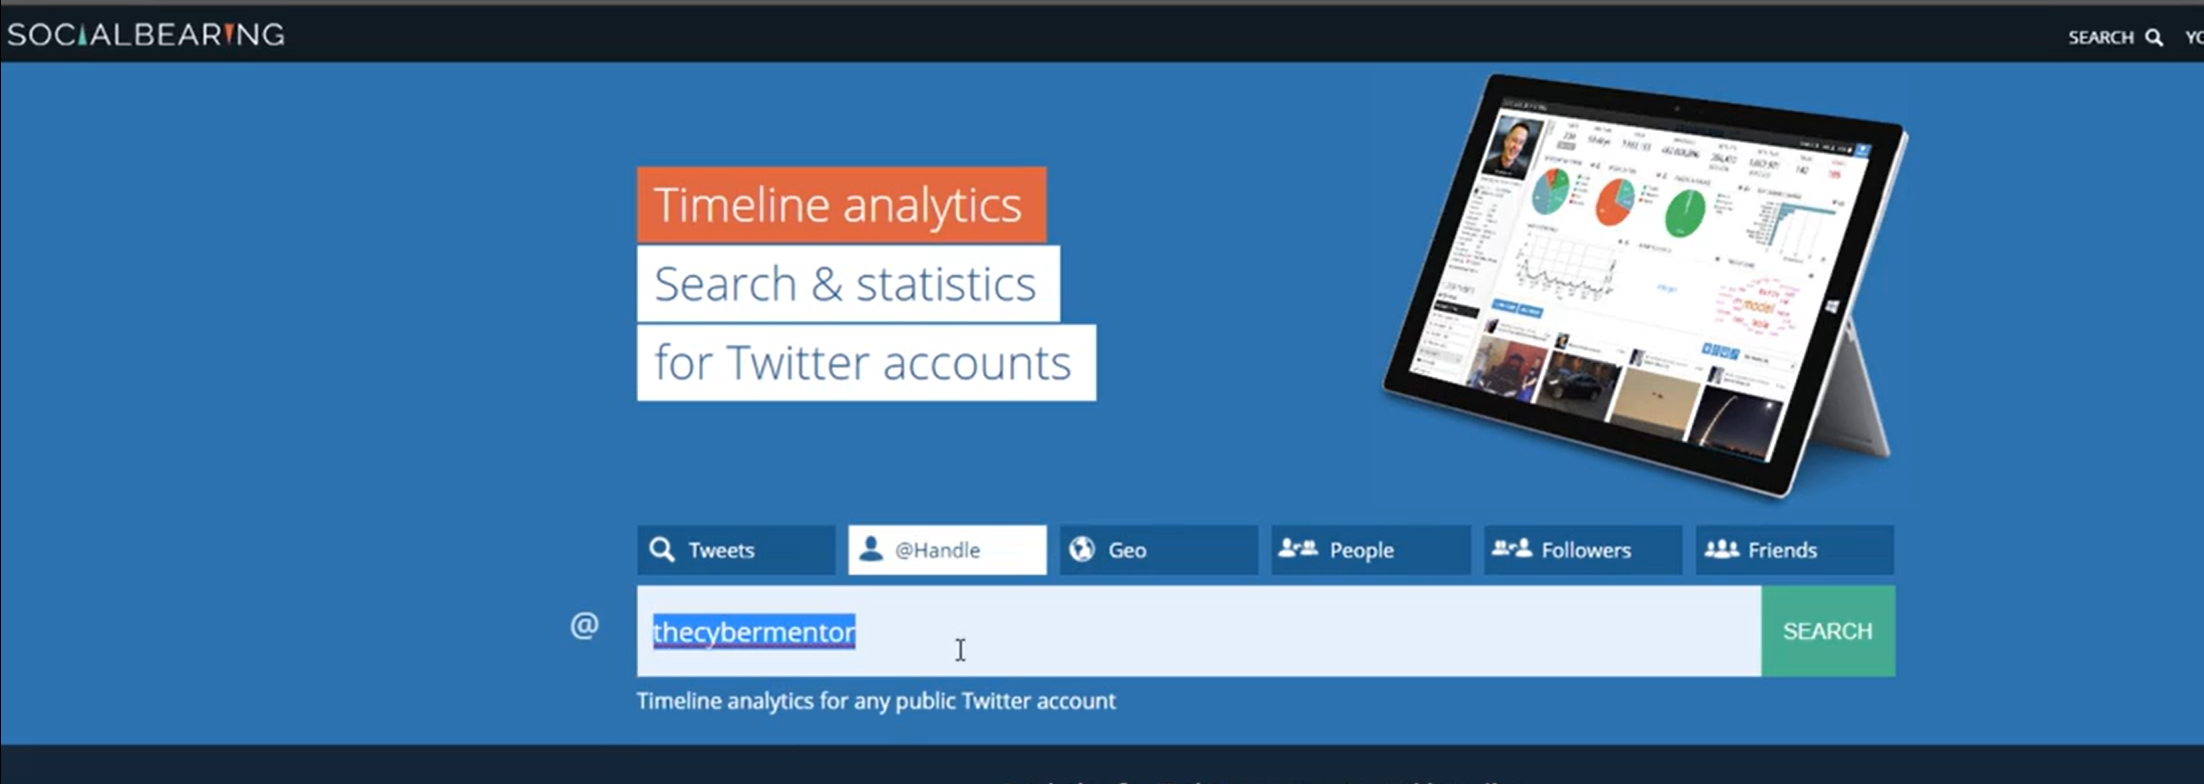 SOCIALBEARING
SEARCH
Timeline analytics
Search & statistics
for Twitter accounts
Tweets
@Handle
Geo
People
Followers
Friends
@
thecybermentor
SEARCH
Timeline analytics for any public Twitter account